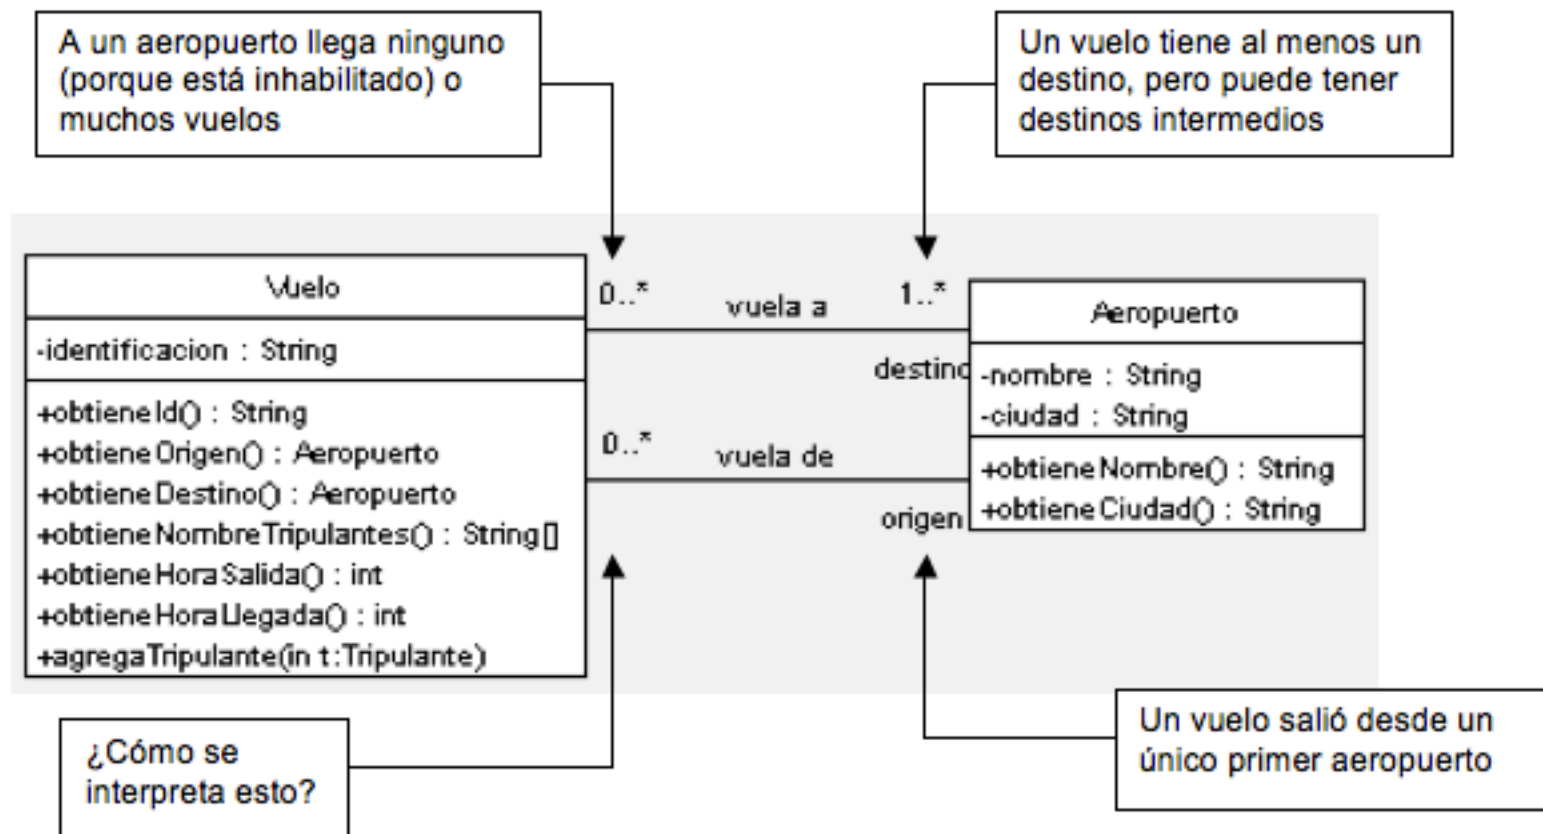 A un aeropuerto llega ninguno
(porque está inhabilitado) o
muchos vuelos
Un vuelo tiene al menos un
destino, pero puede tener
destinos intermedios
Vuelo
-identificacion : String
+obtieneId() : String
+obtieneOrigen() : Aeropuerto
+obtieneDestino() : Aeropuerto
+obtieneNombreTripulantes() : String[]
+obtieneHoraSalida() : int
+obtieneHoraLlegada() : int
+agregaTripulante(in t:Tripulante)
0..*
vuela a
1..*
destino
0..*
vuela de
origen
Aeropuerto
-nombre : String
-ciudad : String
+obtieneNombre() : String
+obtieneCiudad() : String
¿Cómo se
interpreta esto?
Un vuelo salió desde un
único primer aeropuerto